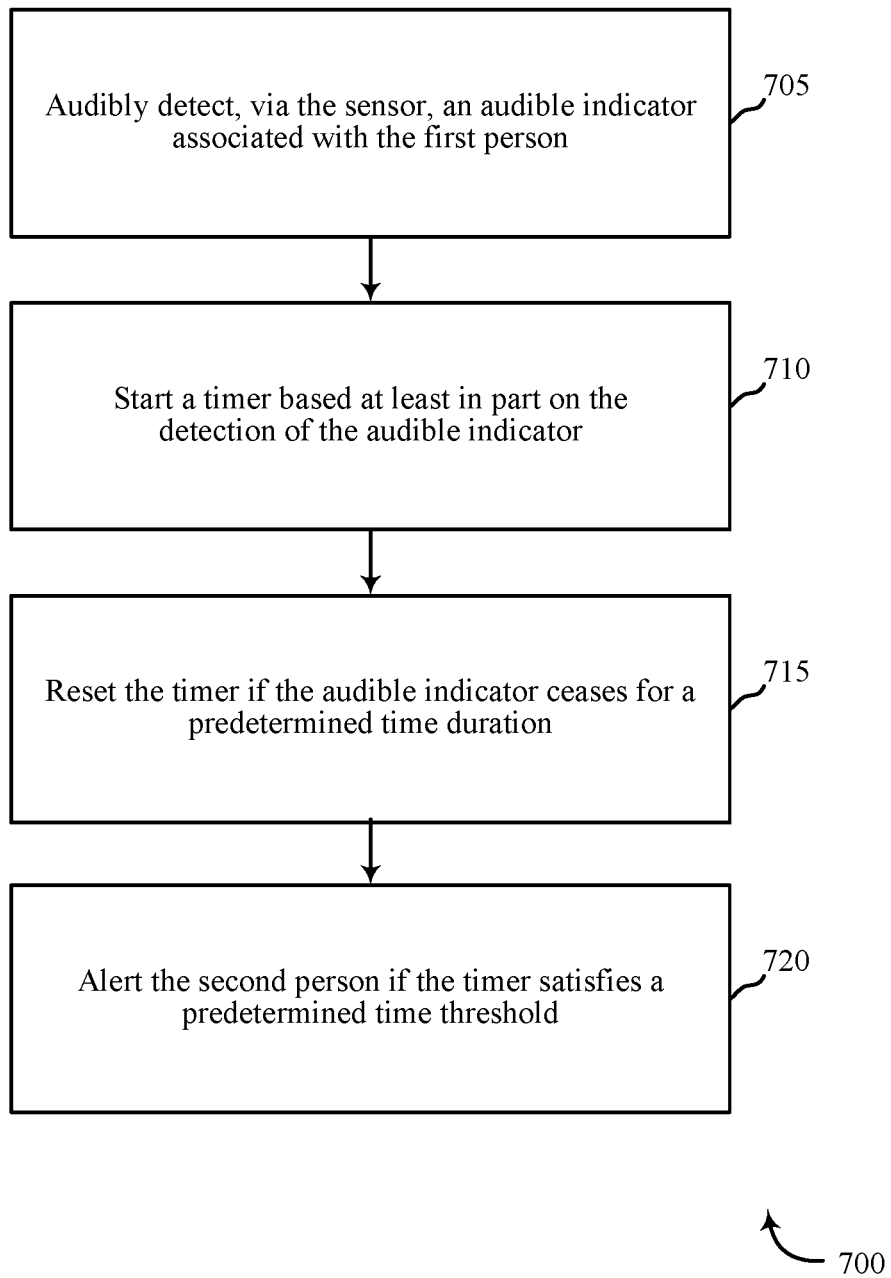 Audibly detect, via the sensor, an audible indicator
associated with the first person
705
Start a timer based at least in part on the
detection of the audible indicator
710
Reset the timer if the audible indicator ceases for a
predetermined time duration
715
Alert the second person if the timer satisfies a
predetermined time threshold
720
700